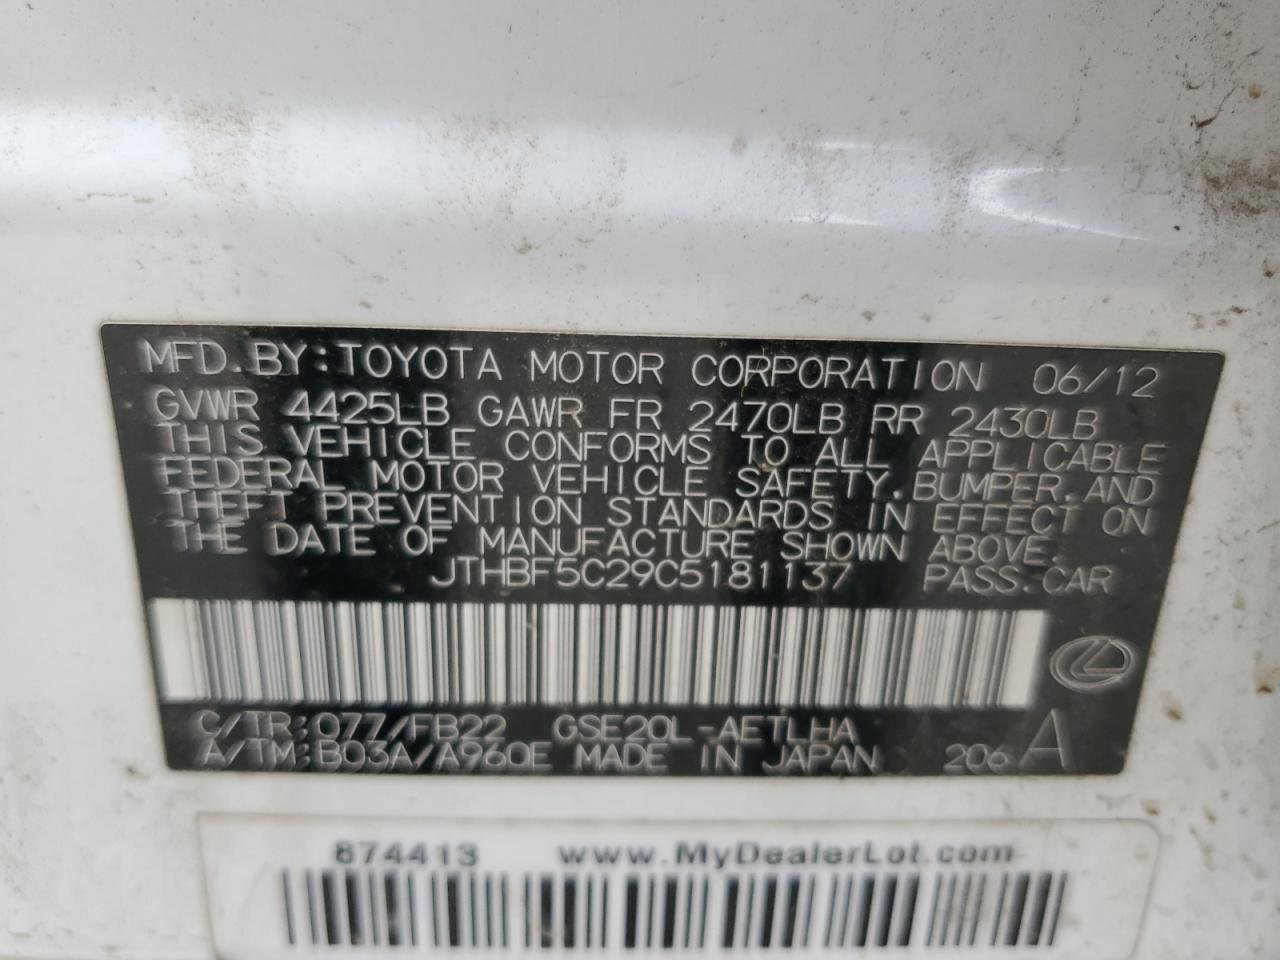 MFD. BY: TOYOTA MOTOR CORPORATION 06/12
GVWR 4425LB GAWR FR 2470LB RR 2430LB
THIS VEHICLE CONFORMS TO ALL APPLICABLE
FEDERAL MOTOR VEHICLE SAFETY, BUMPER, AND
THEFT PREVENTION STANDARDS IN EFFECT ON
THE DATE OF MANUFACTURE SHOWN ABOVE.
JTHBF5C29C5181137 PASS. CAR
C/TR: 077/FB22 GSE20L-AETLHA
A/TM: B03A/A960E MADE IN JAPAN 206 A
674413 www.MyDealerLot.com